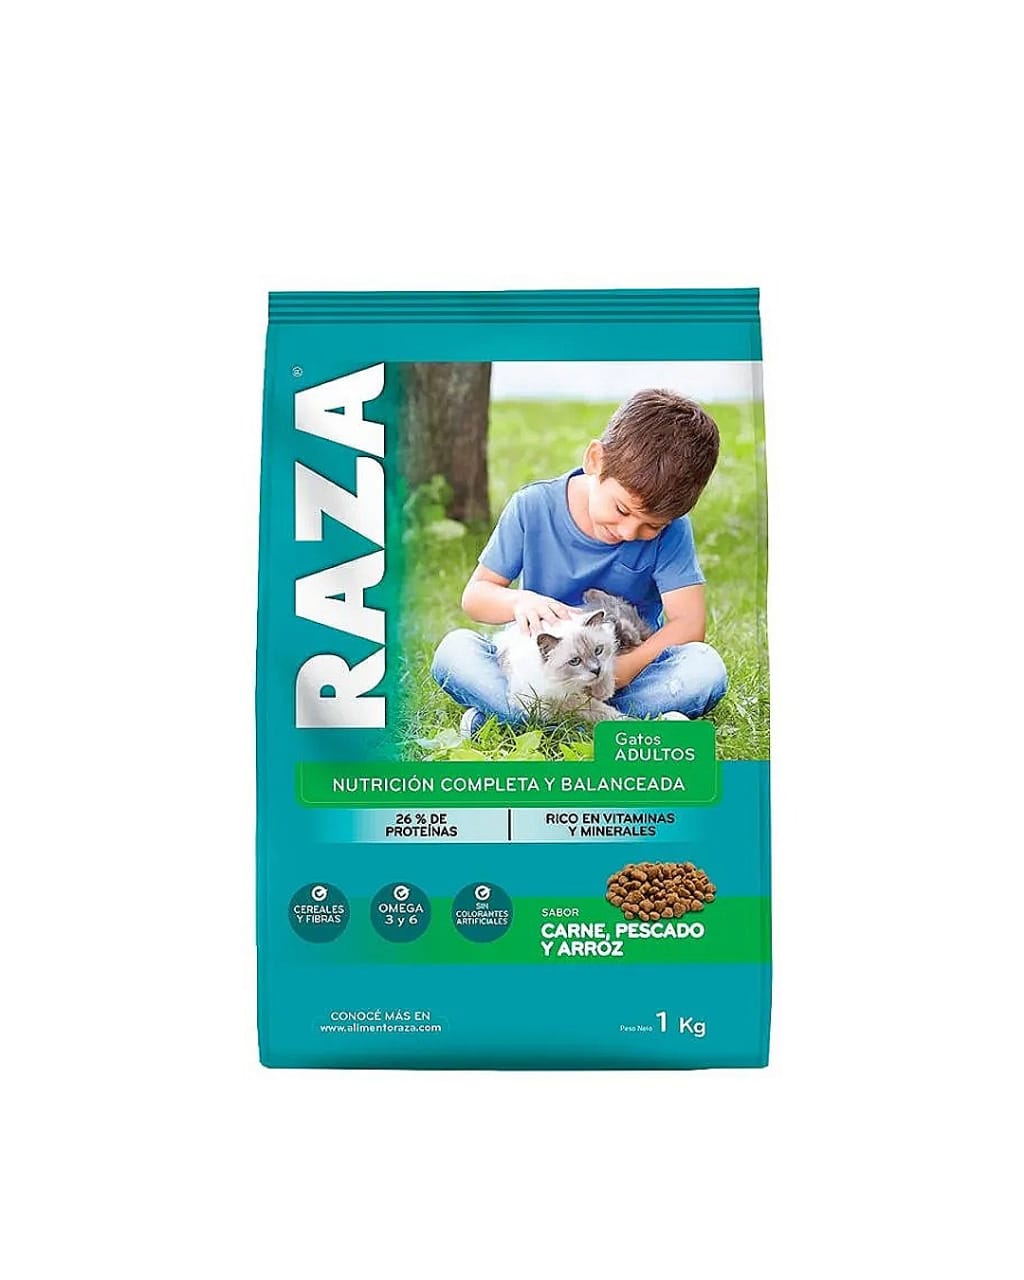 RAZA®
Gatos
ADULTOS
NUTRICIÓN COMPLETA Y BALANCEADA
26 % DE
PROTEÍNAS
RICO EN VITAMINAS
Y MINERALES
CEREALES
Y FIBRAS
OMEGA
3 y 6
SIN
COLORANTES
ARTIFICIALES
SABOR
CARNE, PESCADO
Y ARROZ
CONOCÉ MÁS EN
www.alimentoraza.com
Peso Neto 1 Kg